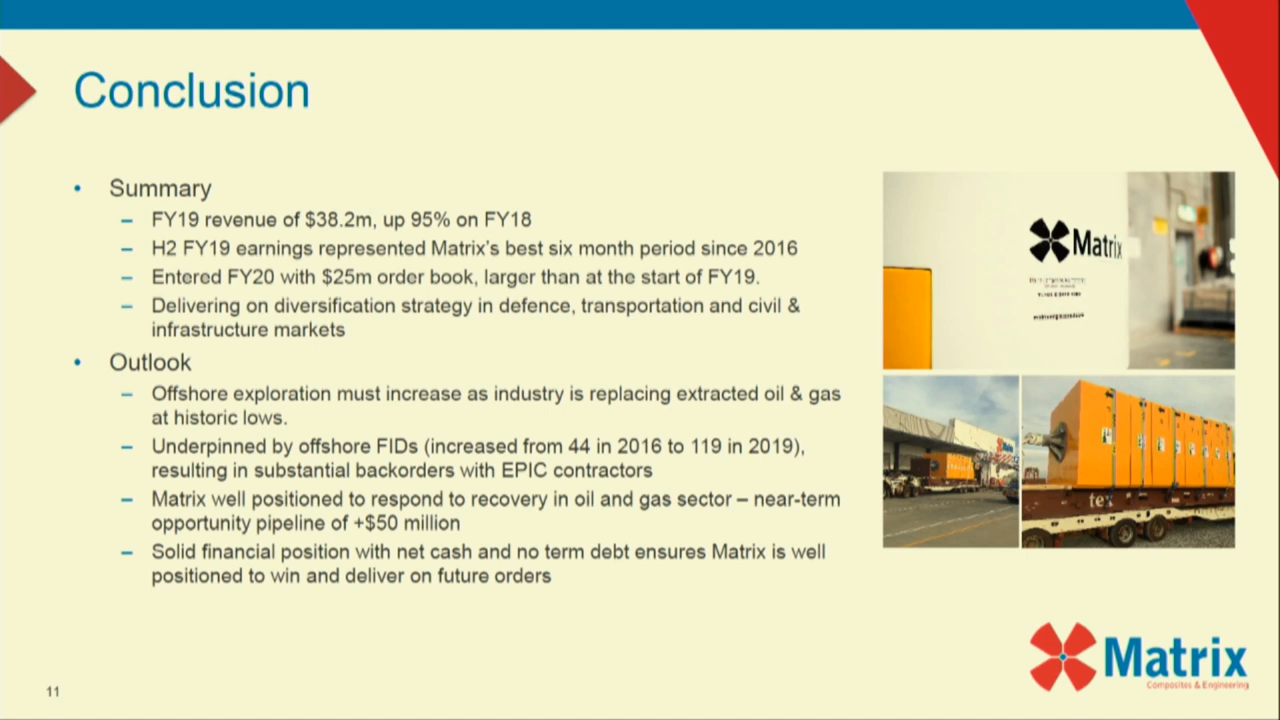 Conclusion
• Summary
– FY19 revenue of $38.2m, up 95% on FY18
– H2 FY19 earnings represented Matrix's best six month period since 2016
– Entered FY20 with $25m order book, larger than at the start of FY19.
– Delivering on diversification strategy in defence, transportation and civil &
infrastructure markets
• Outlook
– Offshore exploration must increase as industry is replacing extracted oil & gas
at historic lows.
– Underpinned by offshore FIDs (increased from 44 in 2016 to 119 in 2019),
resulting in substantial backorders with EPIC contractors
– Matrix well positioned to respond to recovery in oil and gas sector – near-term
opportunity pipeline of +$50 million
– Solid financial position with net cash and no term debt ensures Matrix is well
positioned to win and deliver on future orders
Matrix
tex
Matrix
Composites & Engineering
11